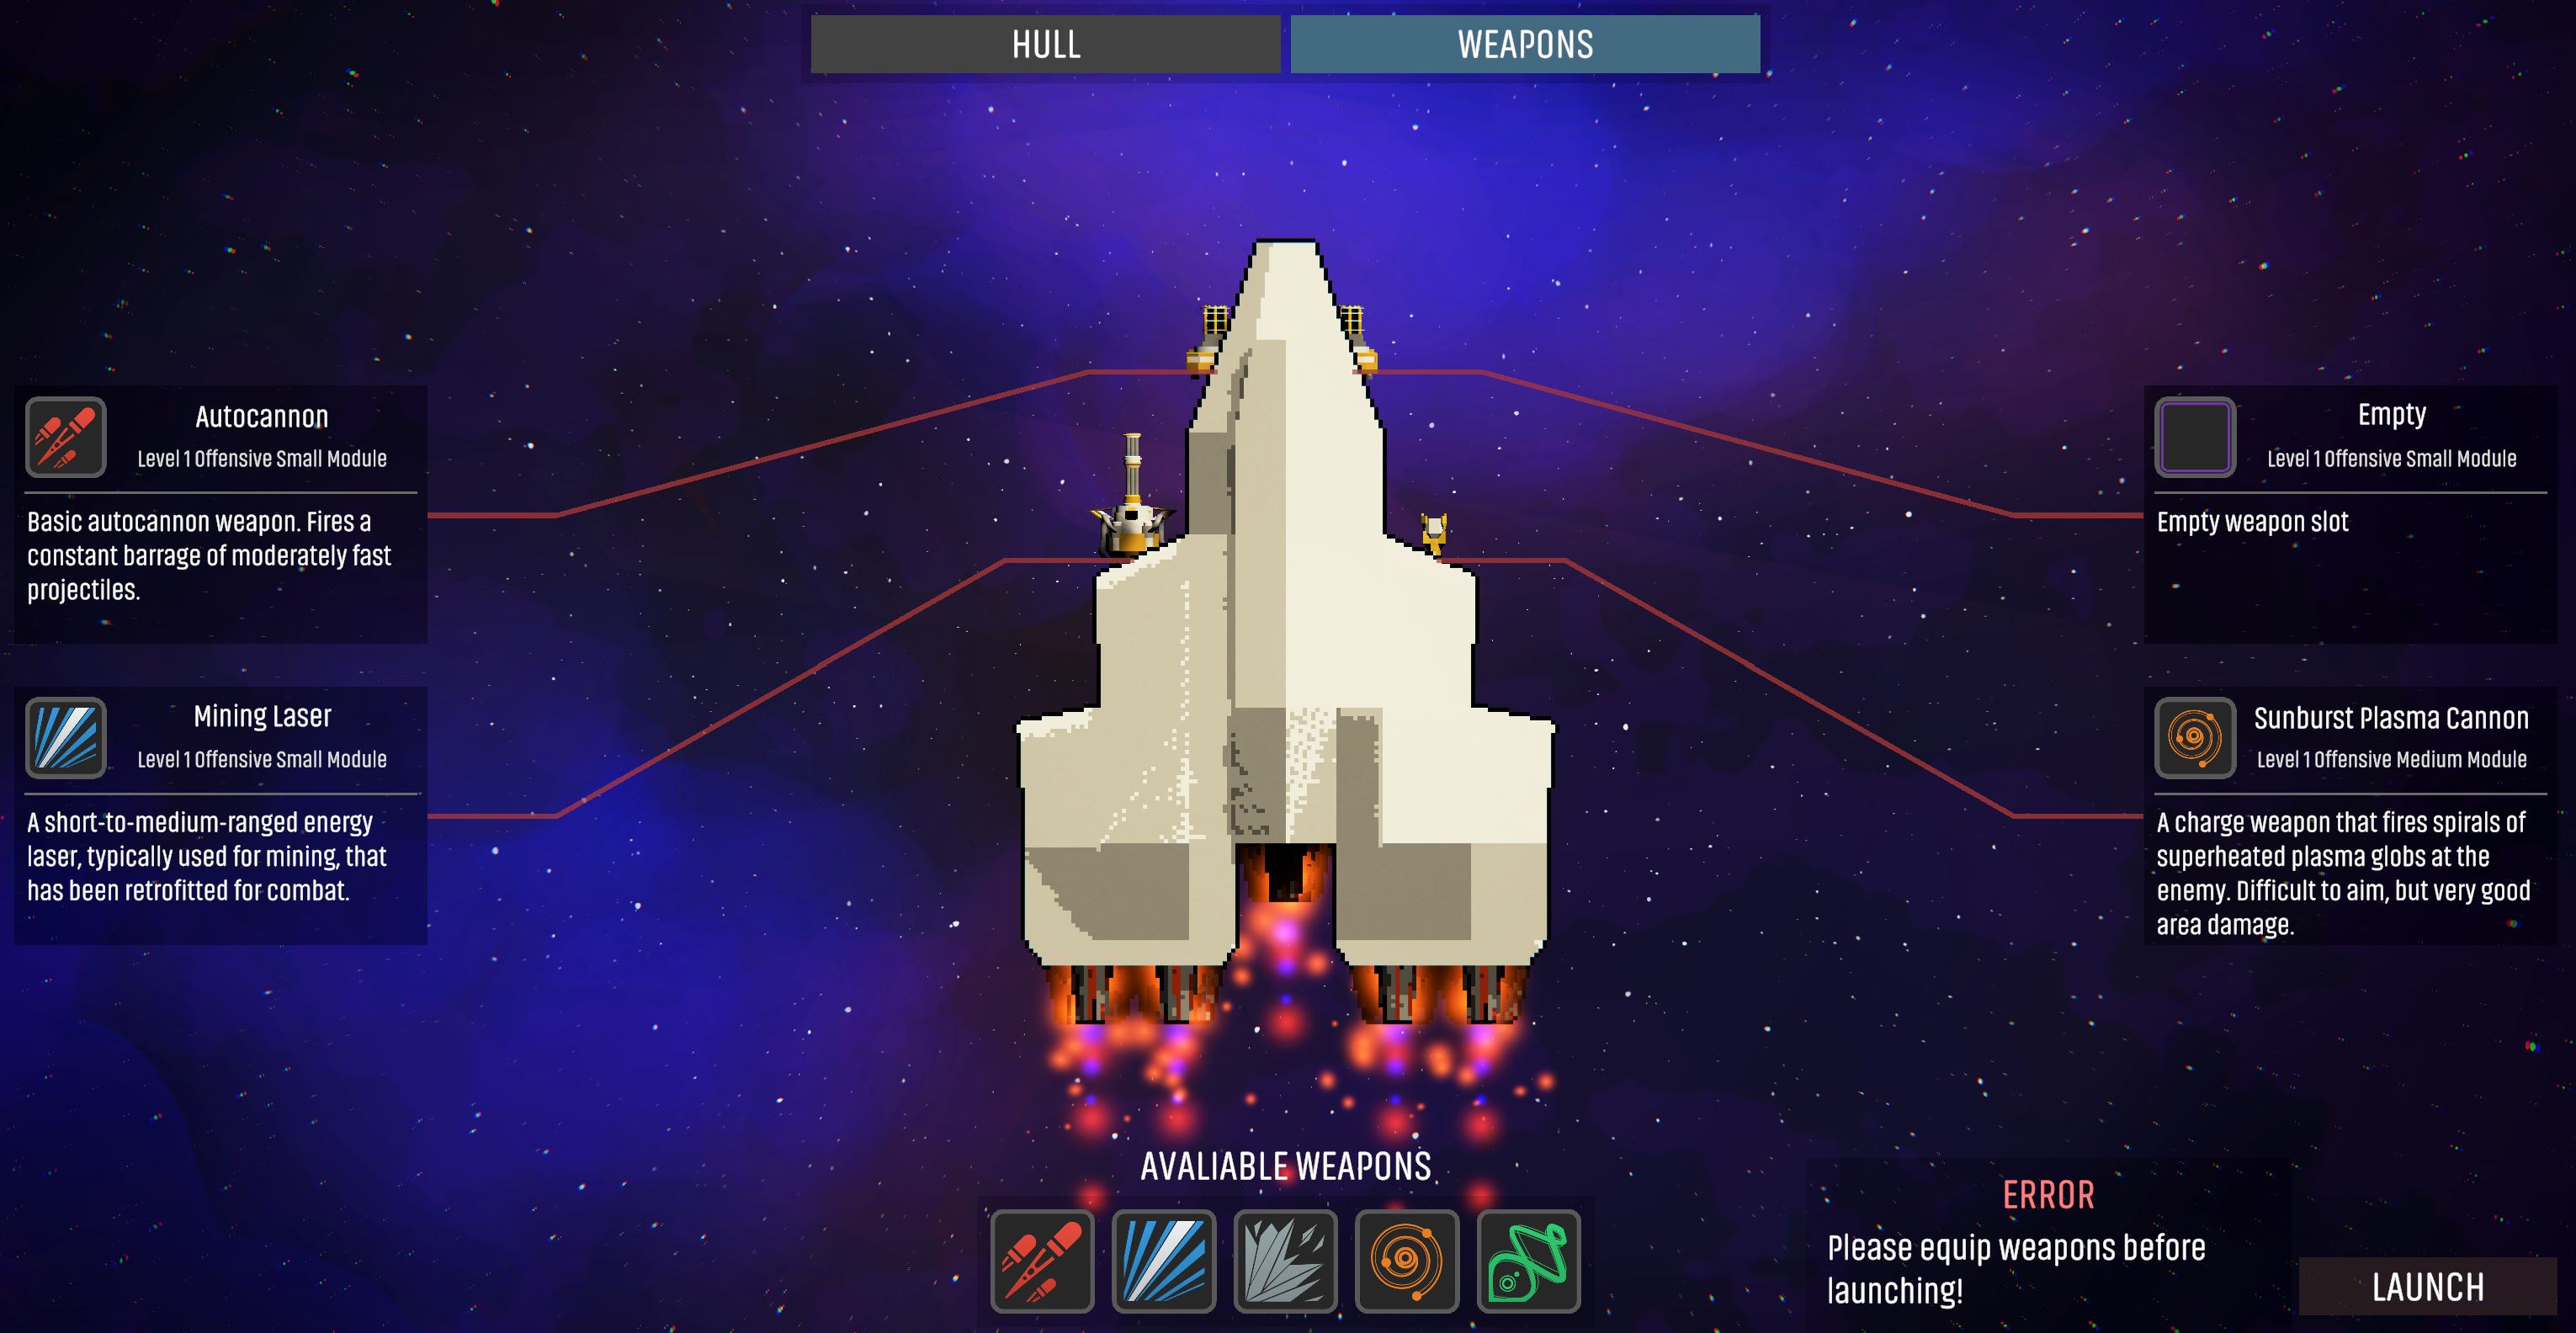 HULL
WEAPONS
Autocannon
Level 1 Offensive Small Module
Basic autocannon weapon. Fires a
constant barrage of moderately fast
projectiles.
Mining Laser
Level 1 Offensive Small Module
A short-to-medium-ranged energy
laser, typically used for mining, that
has been retrofitted for combat.
Empty
Level 1 Offensive Small Module
Empty weapon slot
Sunburst Plasma Cannon
Level 1 Offensive Medium Module
A charge weapon that fires spirals of
superheated plasma globs at the
enemy. Difficult to aim, but very good
area damage.
AVALIABLE WEAPONS
ERROR
Please equip weapons before
launching!
LAUNCH